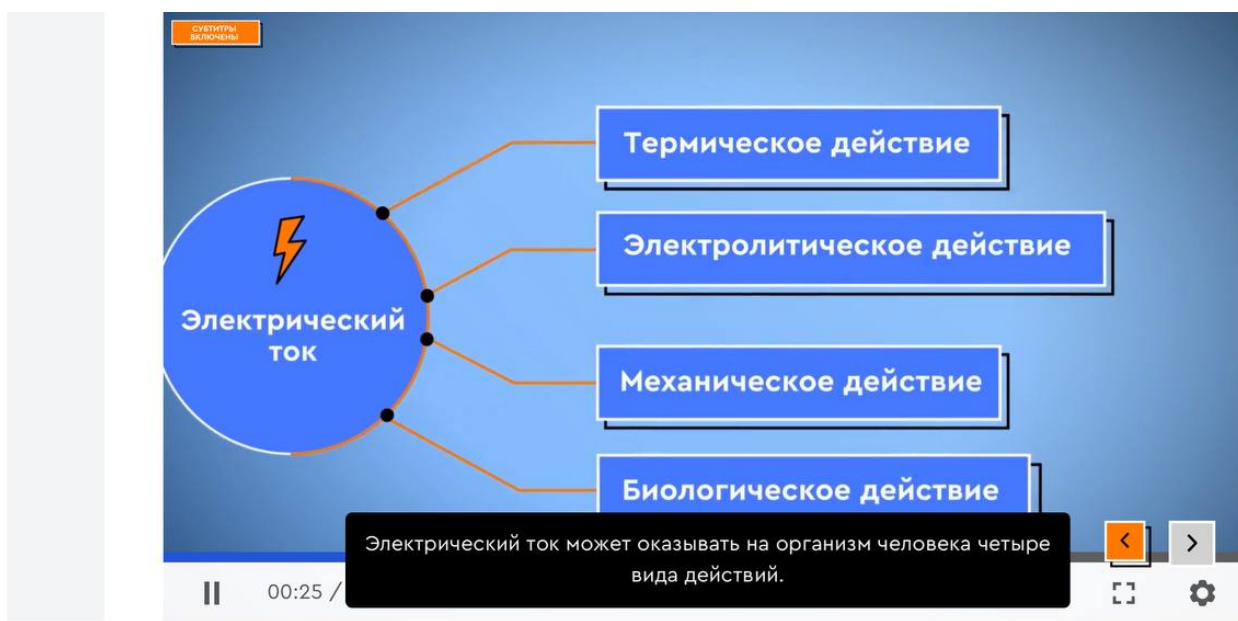 СУБТИТРЫ
ВКЛЮЧЕНЫ
Термическое действие
Электролитическое действие
Электрический
ток
Механическое действие
Биологическое действие
Электрический ток может оказывать на организм человека четыре
вида действий.
00:25 /